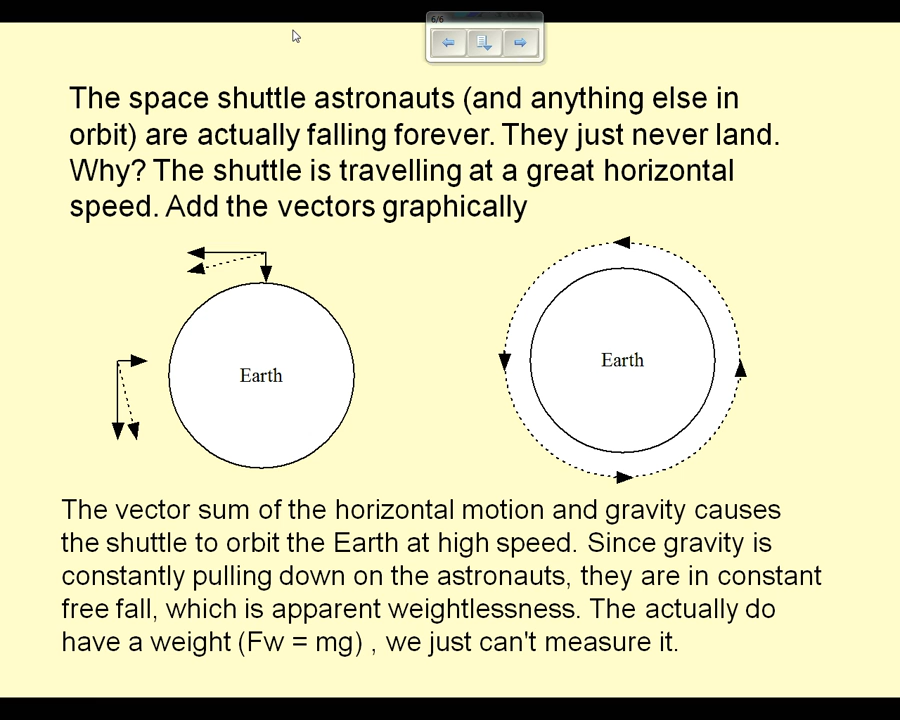 6/6
The space shuttle astronauts (and anything else in
orbit) are actually falling forever. They just never land.
Why? The shuttle is travelling at a great horizontal
speed. Add the vectors graphically
Earth
Earth
The vector sum of the horizontal motion and gravity causes
the shuttle to orbit the Earth at high speed. Since gravity is
constantly pulling down on the astronauts, they are in constant
free fall, which is apparent weightlessness. The actually do
have a weight (Fw = mg) , we just can't measure it.